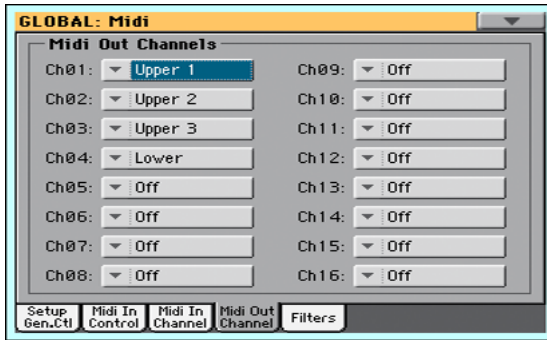 GLOBAL: Midi
Midi Out Channels
Ch01: Upper 1
Ch02: Upper 2
Ch03: Upper 3
Ch04: Lower
Ch05: Off
Ch06: Off
Ch07: Off
Ch08: Off
Ch09: Off
Ch10: Off
Ch11: Off
Ch12: Off
Ch13: Off
Ch14: Off
Ch15: Off
Ch16: Off
Setup Gen.Ctl
Midi In Control
Midi In Channel
Midi Out Channel
Filters